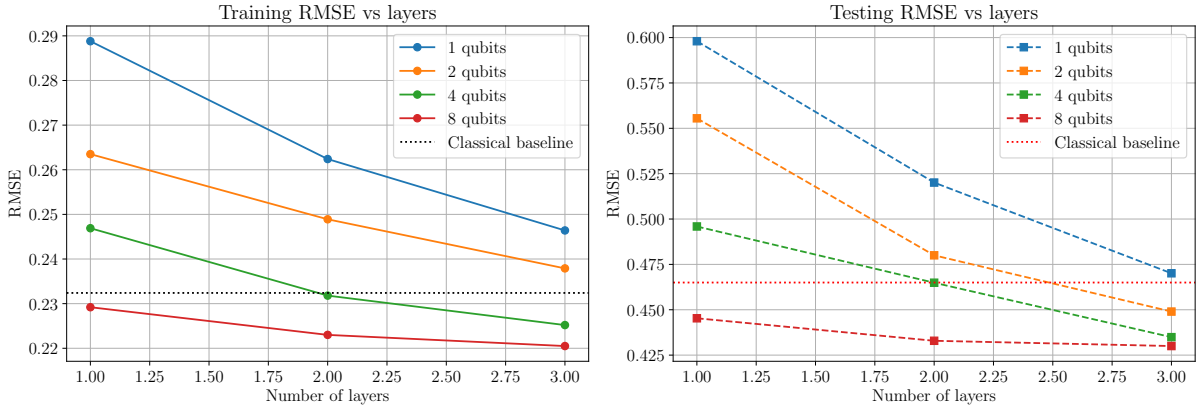 Training RMSE vs layers
0.29
0.28
0.27
0.26
0.25
0.24
0.23
0.22
RMSE
1 qubits
2 qubits
4 qubits
8 qubits
Classical baseline
1.00 1.25 1.50 1.75 2.00 2.25 2.50 2.75 3.00
Number of layers
Testing RMSE vs layers
0.600
0.575
0.550
0.525
0.500
0.475
0.450
0.425
RMSE
1 qubits
2 qubits
4 qubits
8 qubits
Classical baseline
1.00 1.25 1.50 1.75 2.00 2.25 2.50 2.75 3.00
Number of layers